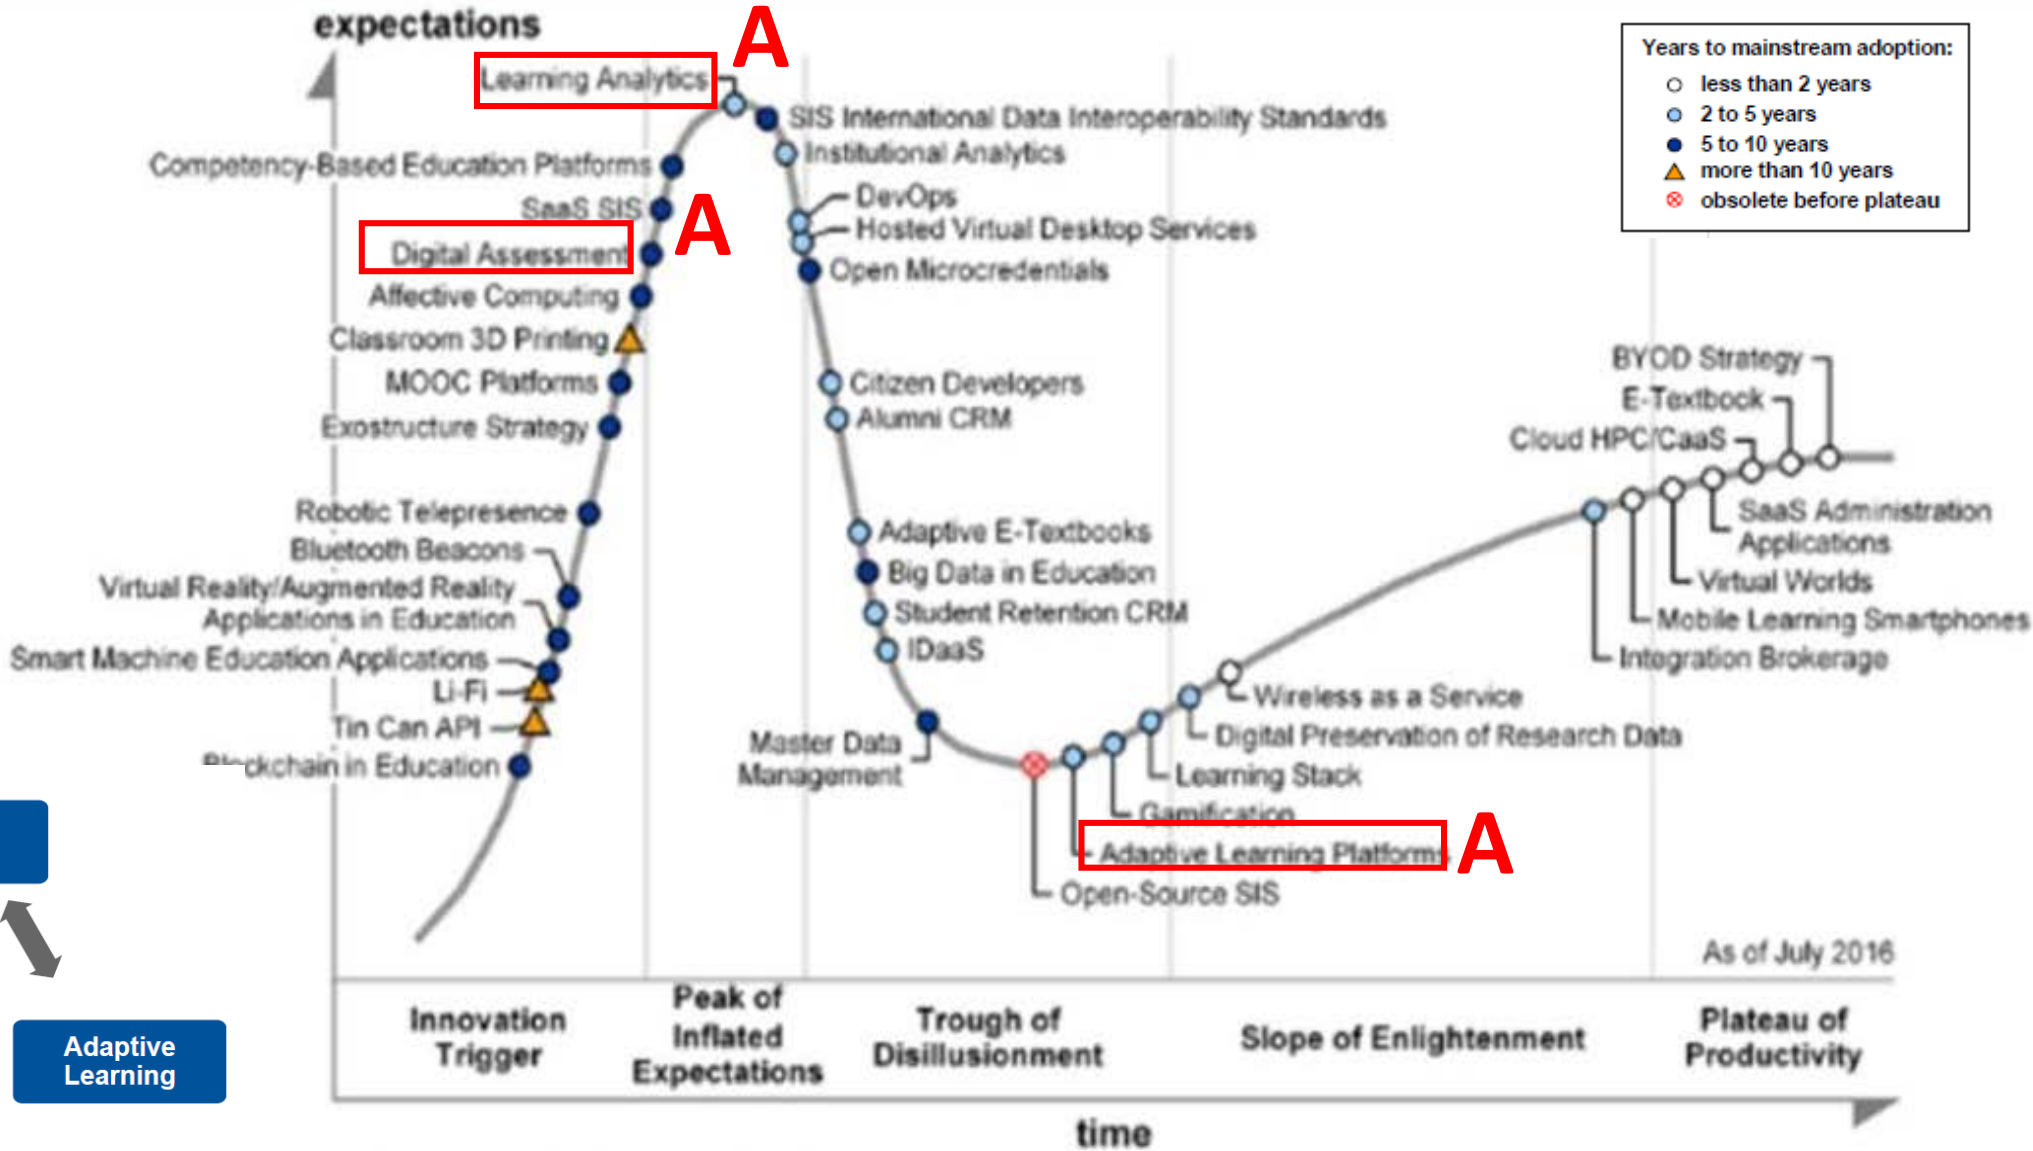 expectations
A
Learning Analytics
Years to mainstream adoption:
less than 2 years
2 to 5 years
5 to 10 years
more than 10 years
obsolete before plateau
SIS International Data Interoperability Standards
Institutional Analytics
Competency-Based Education Platforms
DevOps
SaaS SIS
A
Hosted Virtual Desktop Services
Digital Assessment
Open Microcredentials
Affective Computing
Classroom 3D Printing
MOOC Platforms
Citizen Developers
Alumni CRM
Exostructure Strategy
BYOD Strategy
E-Textbook
Cloud HPC/CaaS
Robotic Telepresence
Adaptive E-Textbooks
SaaS Administration
Applications
Bluetooth Beacons
Big Data in Education
Virtual Worlds
Virtual Reality/Augmented Reality
Applications in Education
Student Retention CRM
Mobile Learning Smartphones
Smart Machine Education Applications
IDaaS
Integration Brokerage
Li-Fi
Wireless as a Service
Tin Can API
Digital Preservation of Research Data
Master Data
Management
Blockchain in Education
Learning Stack
Gamification
Adaptive Learning Platforms
A
Open-Source SIS
As of July 2016
Innovation
Trigger
Peak of
Inflated
Expectations
Trough of
Disillusionment
Slope of Enlightenment
Plateau of
Productivity
Adaptive
Learning
time